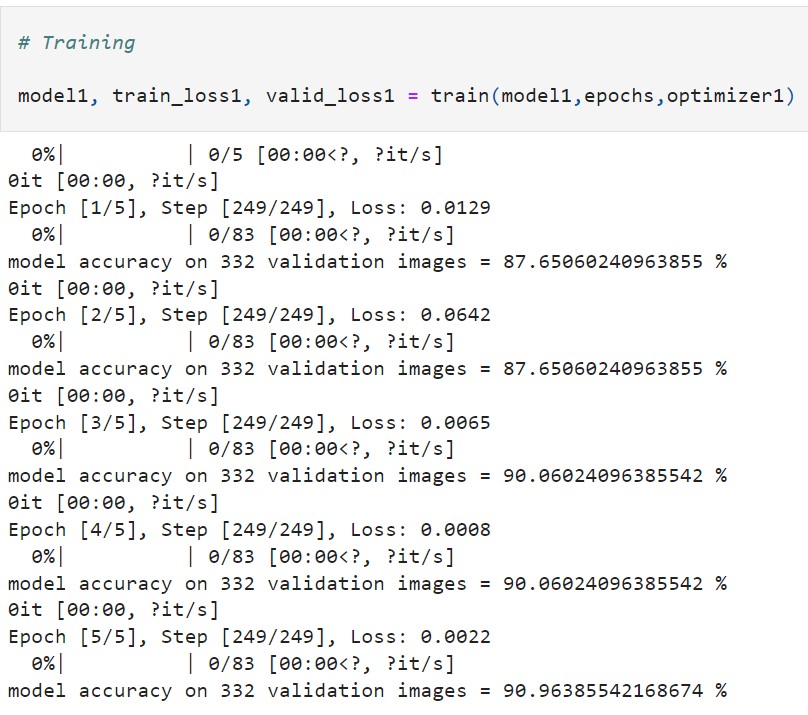 # Training
model1, train_loss1, valid_loss1 = train(model1,epochs,optimizer1)
0%| | 0/5 [00:00<?, ?it/s]
0it [00:00, ?it/s]
Epoch [1/5], Step [249/249], Loss: 0.0129
0%| | 0/83 [00:00<?, ?it/s]
model accuracy on 332 validation images = 87.65060240963855 %
0it [00:00, ?it/s]
Epoch [2/5], Step [249/249], Loss: 0.0642
0%| | 0/83 [00:00<?, ?it/s]
model accuracy on 332 validation images = 87.65060240963855 %
0it [00:00, ?it/s]
Epoch [3/5], Step [249/249], Loss: 0.0065
0%| | 0/83 [00:00<?, ?it/s]
model accuracy on 332 validation images = 90.06024096385542 %
0it [00:00, ?it/s]
Epoch [4/5], Step [249/249], Loss: 0.0008
0%| | 0/83 [00:00<?, ?it/s]
model accuracy on 332 validation images = 90.06024096385542 %
0it [00:00, ?it/s]
Epoch [5/5], Step [249/249], Loss: 0.0022
0%| | 0/83 [00:00<?, ?it/s]
model accuracy on 332 validation images = 90.96385542168674 %